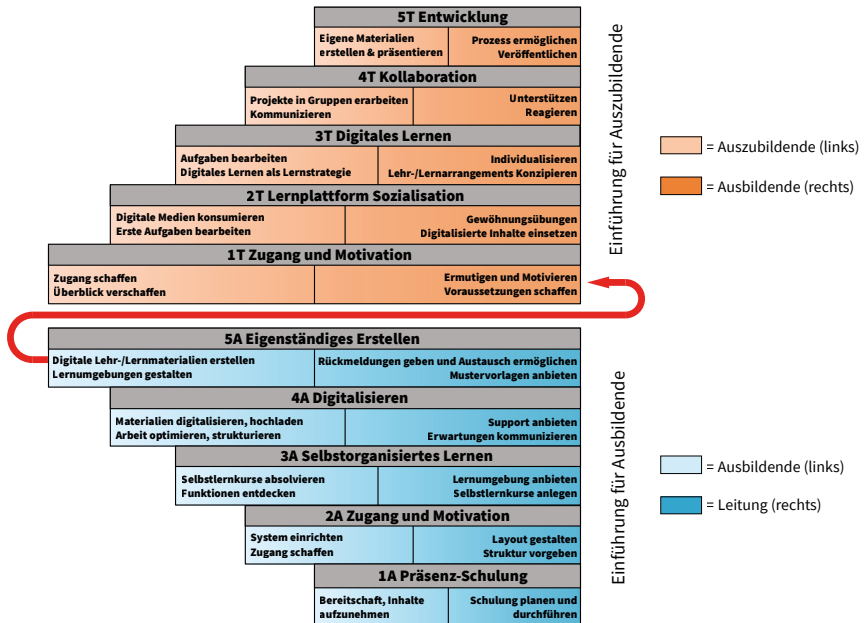 5T Entwicklung
Eigene Materialien
erstellen & präsentieren
Prozess ermöglichen
Veröffentlichen
4T Kollaboration
Projekte in Gruppen erarbeiten
Kommunizieren
Unterstützen
Reagieren
3T Digitales Lernen
Aufgaben bearbeiten
Digitales Lernen als Lernstrategie
Individualisieren
Lehr-/Lernarrangements Konzipieren
2T Lernplattform Sozialisation
Digitale Medien konsumieren
Erste Aufgaben bearbeiten
Gewöhnungsübungen
Digitalisierte Inhalte einsetzen
1T Zugang und Motivation
Zugang schaffen
Überblick verschaffen
Ermutigen und Motivieren
Voraussetzungen schaffen
Einführung für Auszubildende
= Auszubildende (links)
= Ausbildende (rechts)
5A Eigenständiges Erstellen
Digitale Lehr-/Lernmaterialien erstellen
Lernumgebungen gestalten
Rückmeldungen geben und Austausch ermöglichen
Mustervorlagen anbieten
4A Digitalisieren
Materialien digitalisieren, hochladen
Arbeit optimieren, strukturieren
Support anbieten
Erwartungen kommunizieren
3A Selbstorganisiertes Lernen
Selbstlernkurse absolvieren
Funktionen entdecken
Lernumgebung anbieten
Selbstlernkurse anlegen
2A Zugang und Motivation
System einrichten
Zugang schaffen
Layout gestalten
Struktur vorgeben
1A Präsenz-Schulung
Bereitschaft, Inhalte
aufzunehmen
Schulung planen und
durchführen
Einführung für Ausbildende
= Ausbildende (links)
= Leitung (rechts)